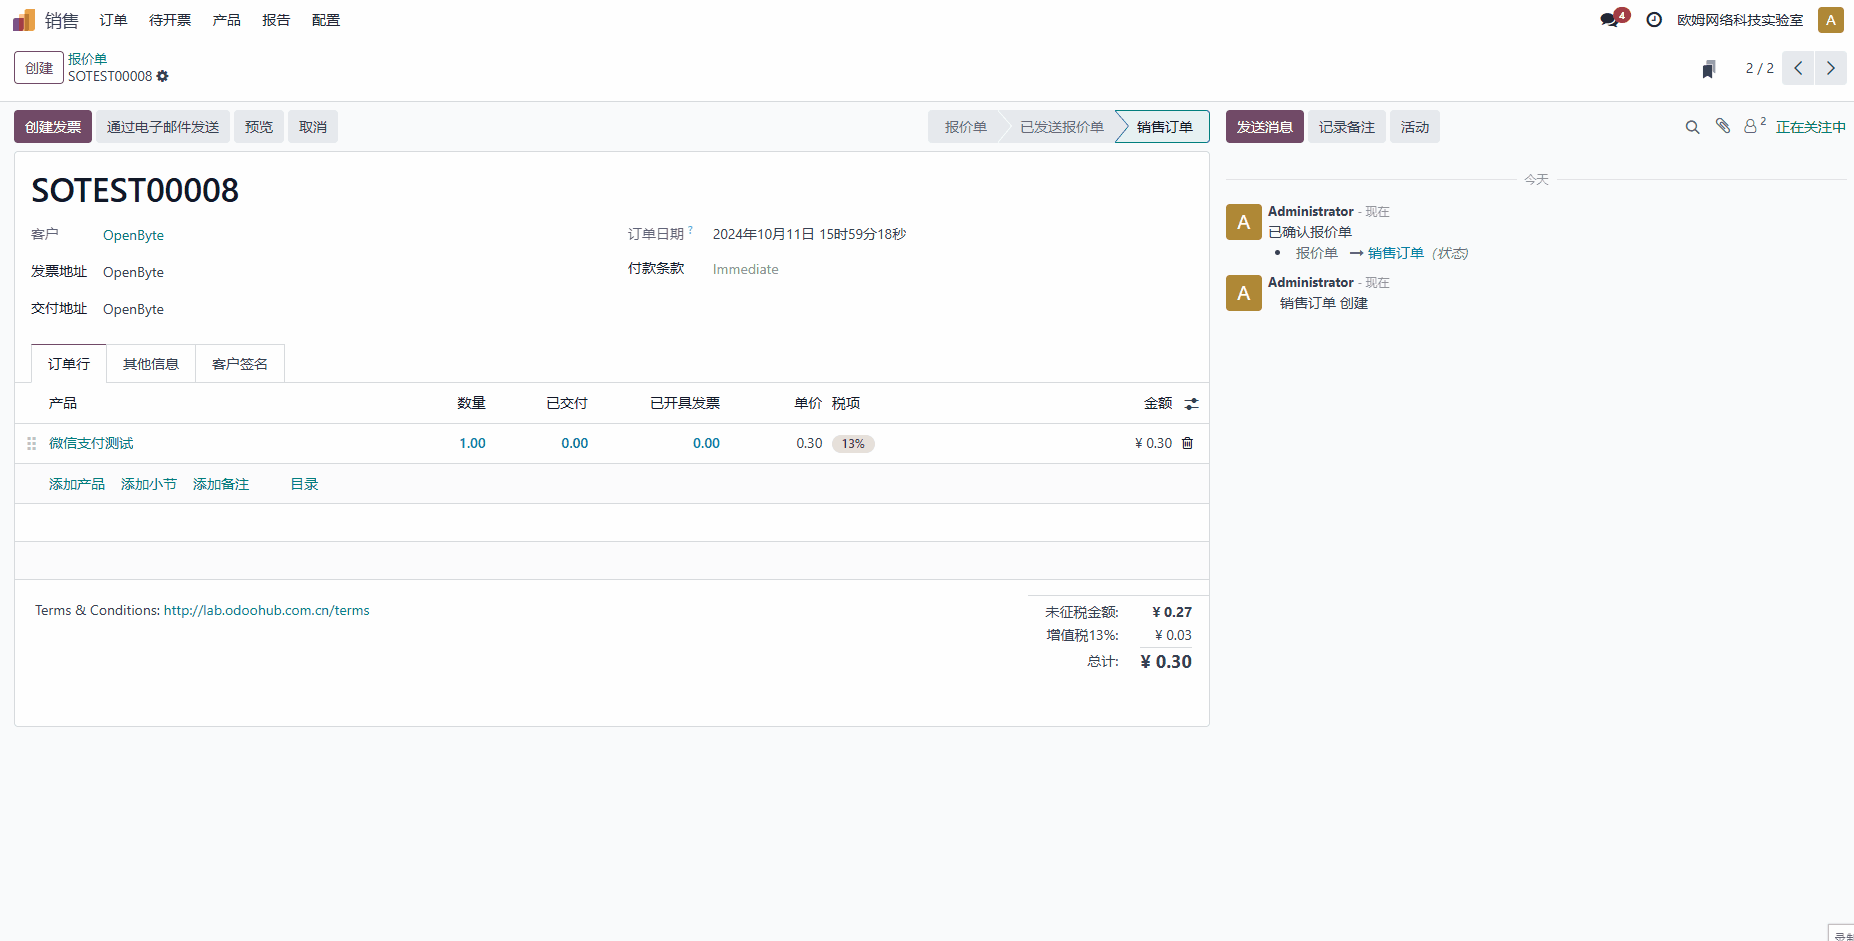 销售 订单 待开票 产品 报告 配置 4 欧姆网络科技实验室 A
创建 报价单
SOTEST00008 2 / 2
创建发票 通过电子邮件发送 预览 取消 报价单 已发送报价单 销售订单 发送消息 记录备注 活动 2 正在关注中
SOTEST00008
客户 OpenByte
订单日期 ? 2024年10月11日 15时59分18秒
发票地址 OpenByte
付款条款 Immediate
交付地址 OpenByte
订单行 其他信息 客户签名
产品 数量 已交付 已开具发票 单价 税项 金额
微信支付测试 1.00 0.00 0.00 0.30 13% ¥ 0.30
添加产品 添加小节 添加备注 目录
Terms & Conditions: http://lab.odoohub.com.cn/terms
未征税金额: ¥ 0.27
增值税13%: ¥ 0.03
总计: ¥ 0.30
今天
A Administrator - 现在
已确认报价单
• 报价单 → 销售订单 (状态)
A Administrator - 现在
销售订单 创建